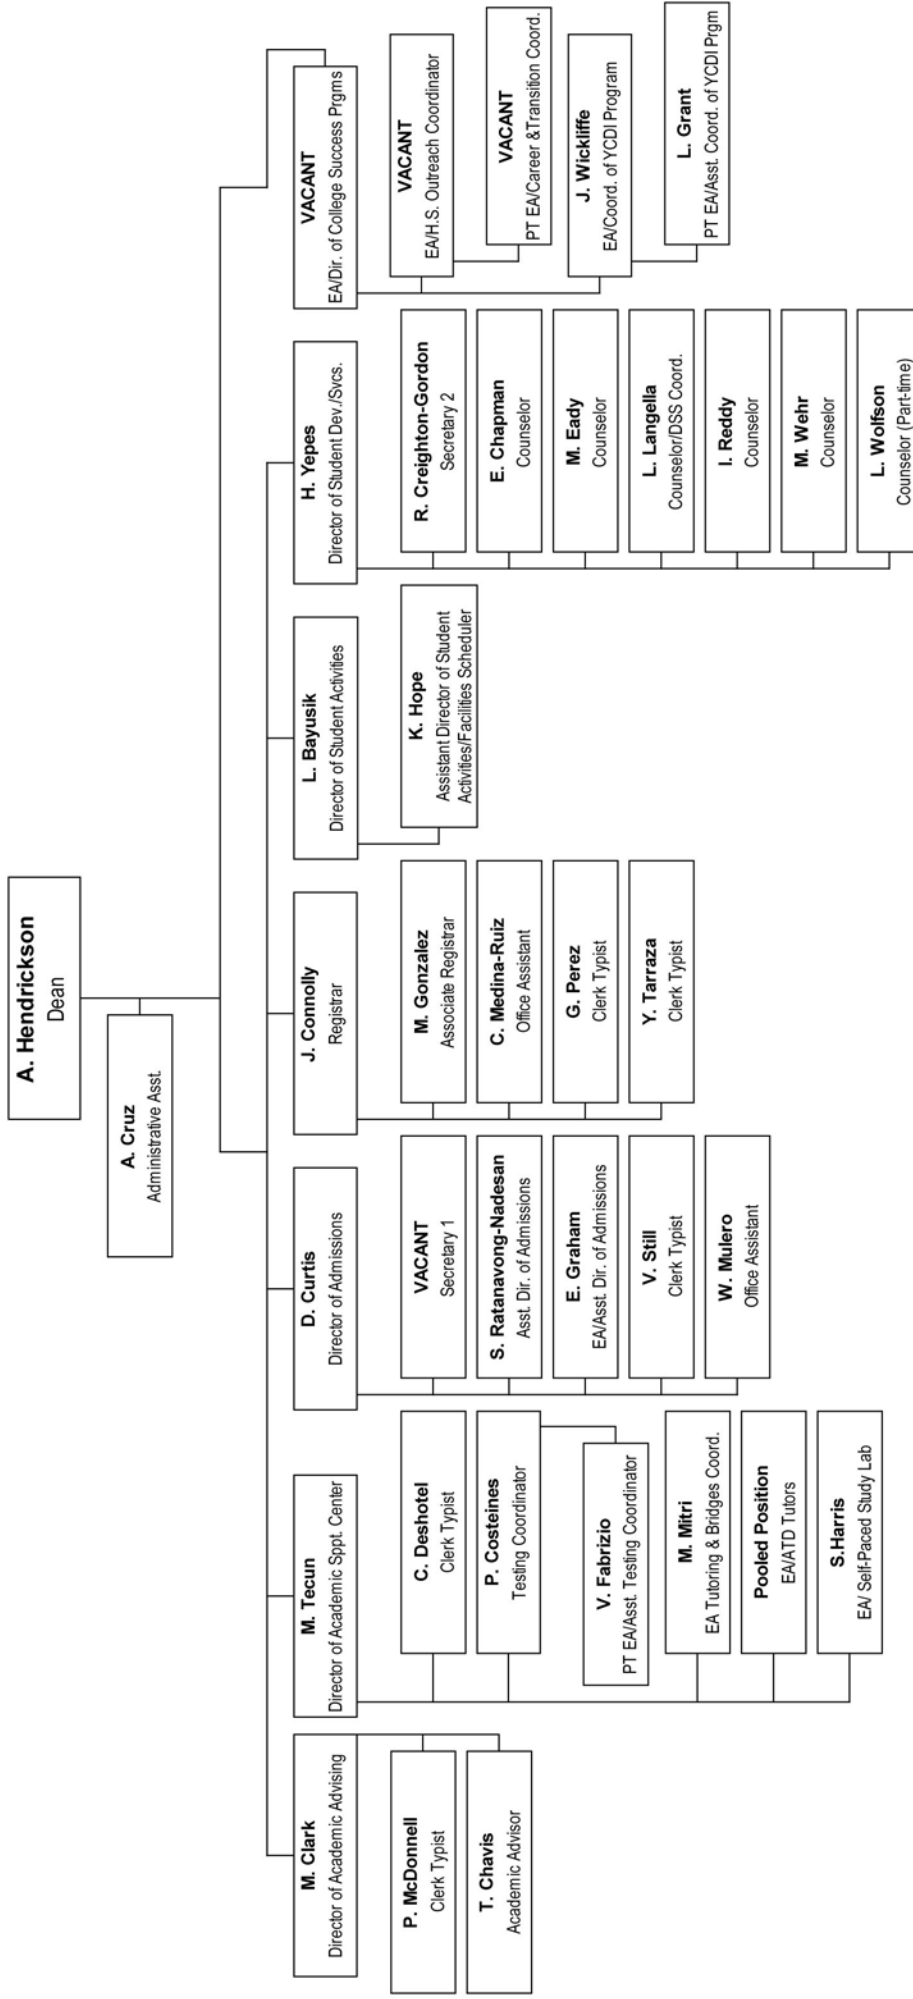 A. Hendrickson
Dean
A. Cruz
Administrative Asst.
M. Clark
Director of Academic Advising
P. McDonnell
Clerk Typist
T. Chavis
Academic Advisor
M. Tecun
Director of Academic Sppt. Center
C. Deshotel
Clerk Typist
P. Costeines
Testing Coordinator
V. Fabrizio
PT EA/Asst. Testing Coordinator
M. Mitri
EA Tutoring & Bridges Coord.
Pooled Position
EA/ATD Tutors
S.Harris
EA/ Self-Paced Study Lab
D. Curtis
Director of Admissions
VACANT
Secretary 1
S. Ratanavong-Nadesan
Asst. Dir. of Admissions
E. Graham
EA/Asst. Dir. of Admissions
V. Still
Clerk Typist
W. Mulero
Office Assistant
J. Connolly
Registrar
M. Gonzalez
Associate Registrar
C. Medina-Ruiz
Office Assistant
G. Perez
Clerk Typist
Y. Tarraza
Clerk Typist
L. Bayusik
Director of Student Activities
K. Hope
Assistant Director of Student
Activities/Facilities Scheduler
H. Yepes
Director of Student Dev./Svcs.
R. Creighton-Gordon
Secretary 2
E. Chapman
Counselor
M. Eady
Counselor
L. Langella
Counselor/DSS Coord.
I. Reddy
Counselor
M. Wehr
Counselor
L. Wolfson
Counselor (Part-time)
VACANT
EA/Dir. of College Success Prgms
VACANT
EA/H.S. Outreach Coordinator
VACANT
PT EA/Career &Transition Coord.
J. Wickliffe
EA/Coord. of YCDI Program
L. Grant
PT EA/Asst. Coord. of YCDI Prgm